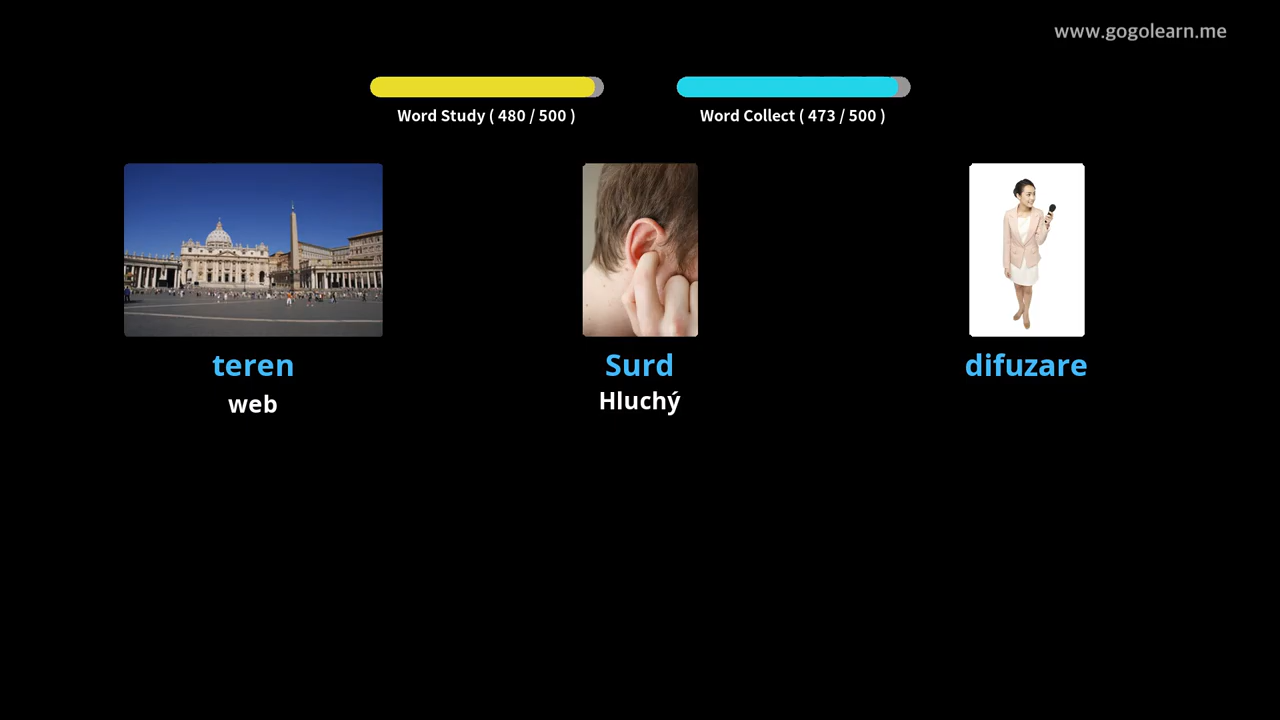 www.gogolearn.me
Word Study ( 480 / 500 )
Word Collect ( 473 / 500 )
teren
Surd
difuzare
web
Hluchý